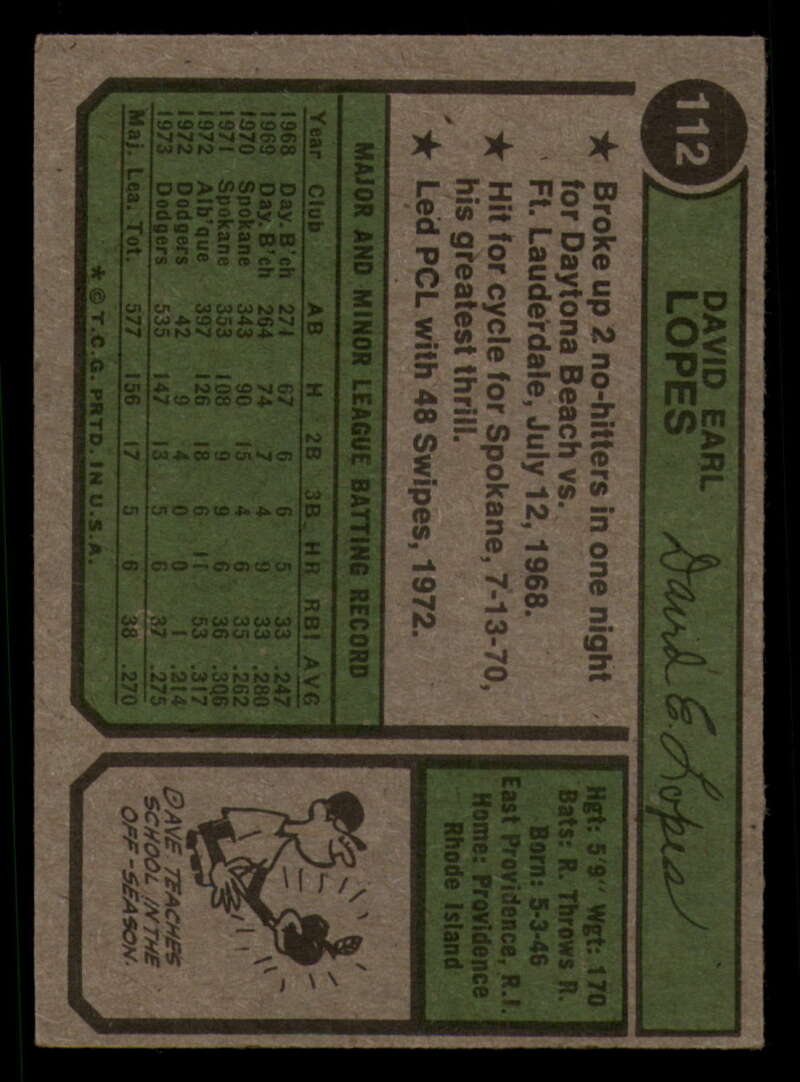 112
DAVID EARL
LOPES
David E. Lopes
★ Broke up 2 no-hitters in one night
for Daytona Beach vs.
Ft. Lauderdale, July 12, 1968.
★ Hit for cycle for Spokane, 7-13-70,
his greatest thrill.
★ Led PCL with 48 Swipes, 1972.
MAJOR AND MINOR LEAGUE BATTING RECORD
Year Club AB H 2B 3B HR RBI AVG
1968 Day. B'ch 271 67 6 6 5 33 .247
1969 Day. B'ch 264 74 7 4 9 33 .280
1970 Spokane 343 90 15 4 6 35 .262
1971 Spokane 353 108 9 9 6 36 .306
1972 Alb'que 397 126 18 6 11 53 .317
1972 Dodgers 42 9 4 0 0 1 .214
1973 Dodgers 535 147 13 5 6 37 .275
Maj. Lea. Tot. 577 156 17 5 6 38 .270
* © T.C.G. PRTD. IN U.S.A.
Hgt: 5'9" Wgt: 170
Bats: R. Throws R.
Born: 5-3-46
East Providence, R.I.
Home: Providence
Rhode Island
DAVE TEACHES
SCHOOL IN THE
OFF-SEASON.